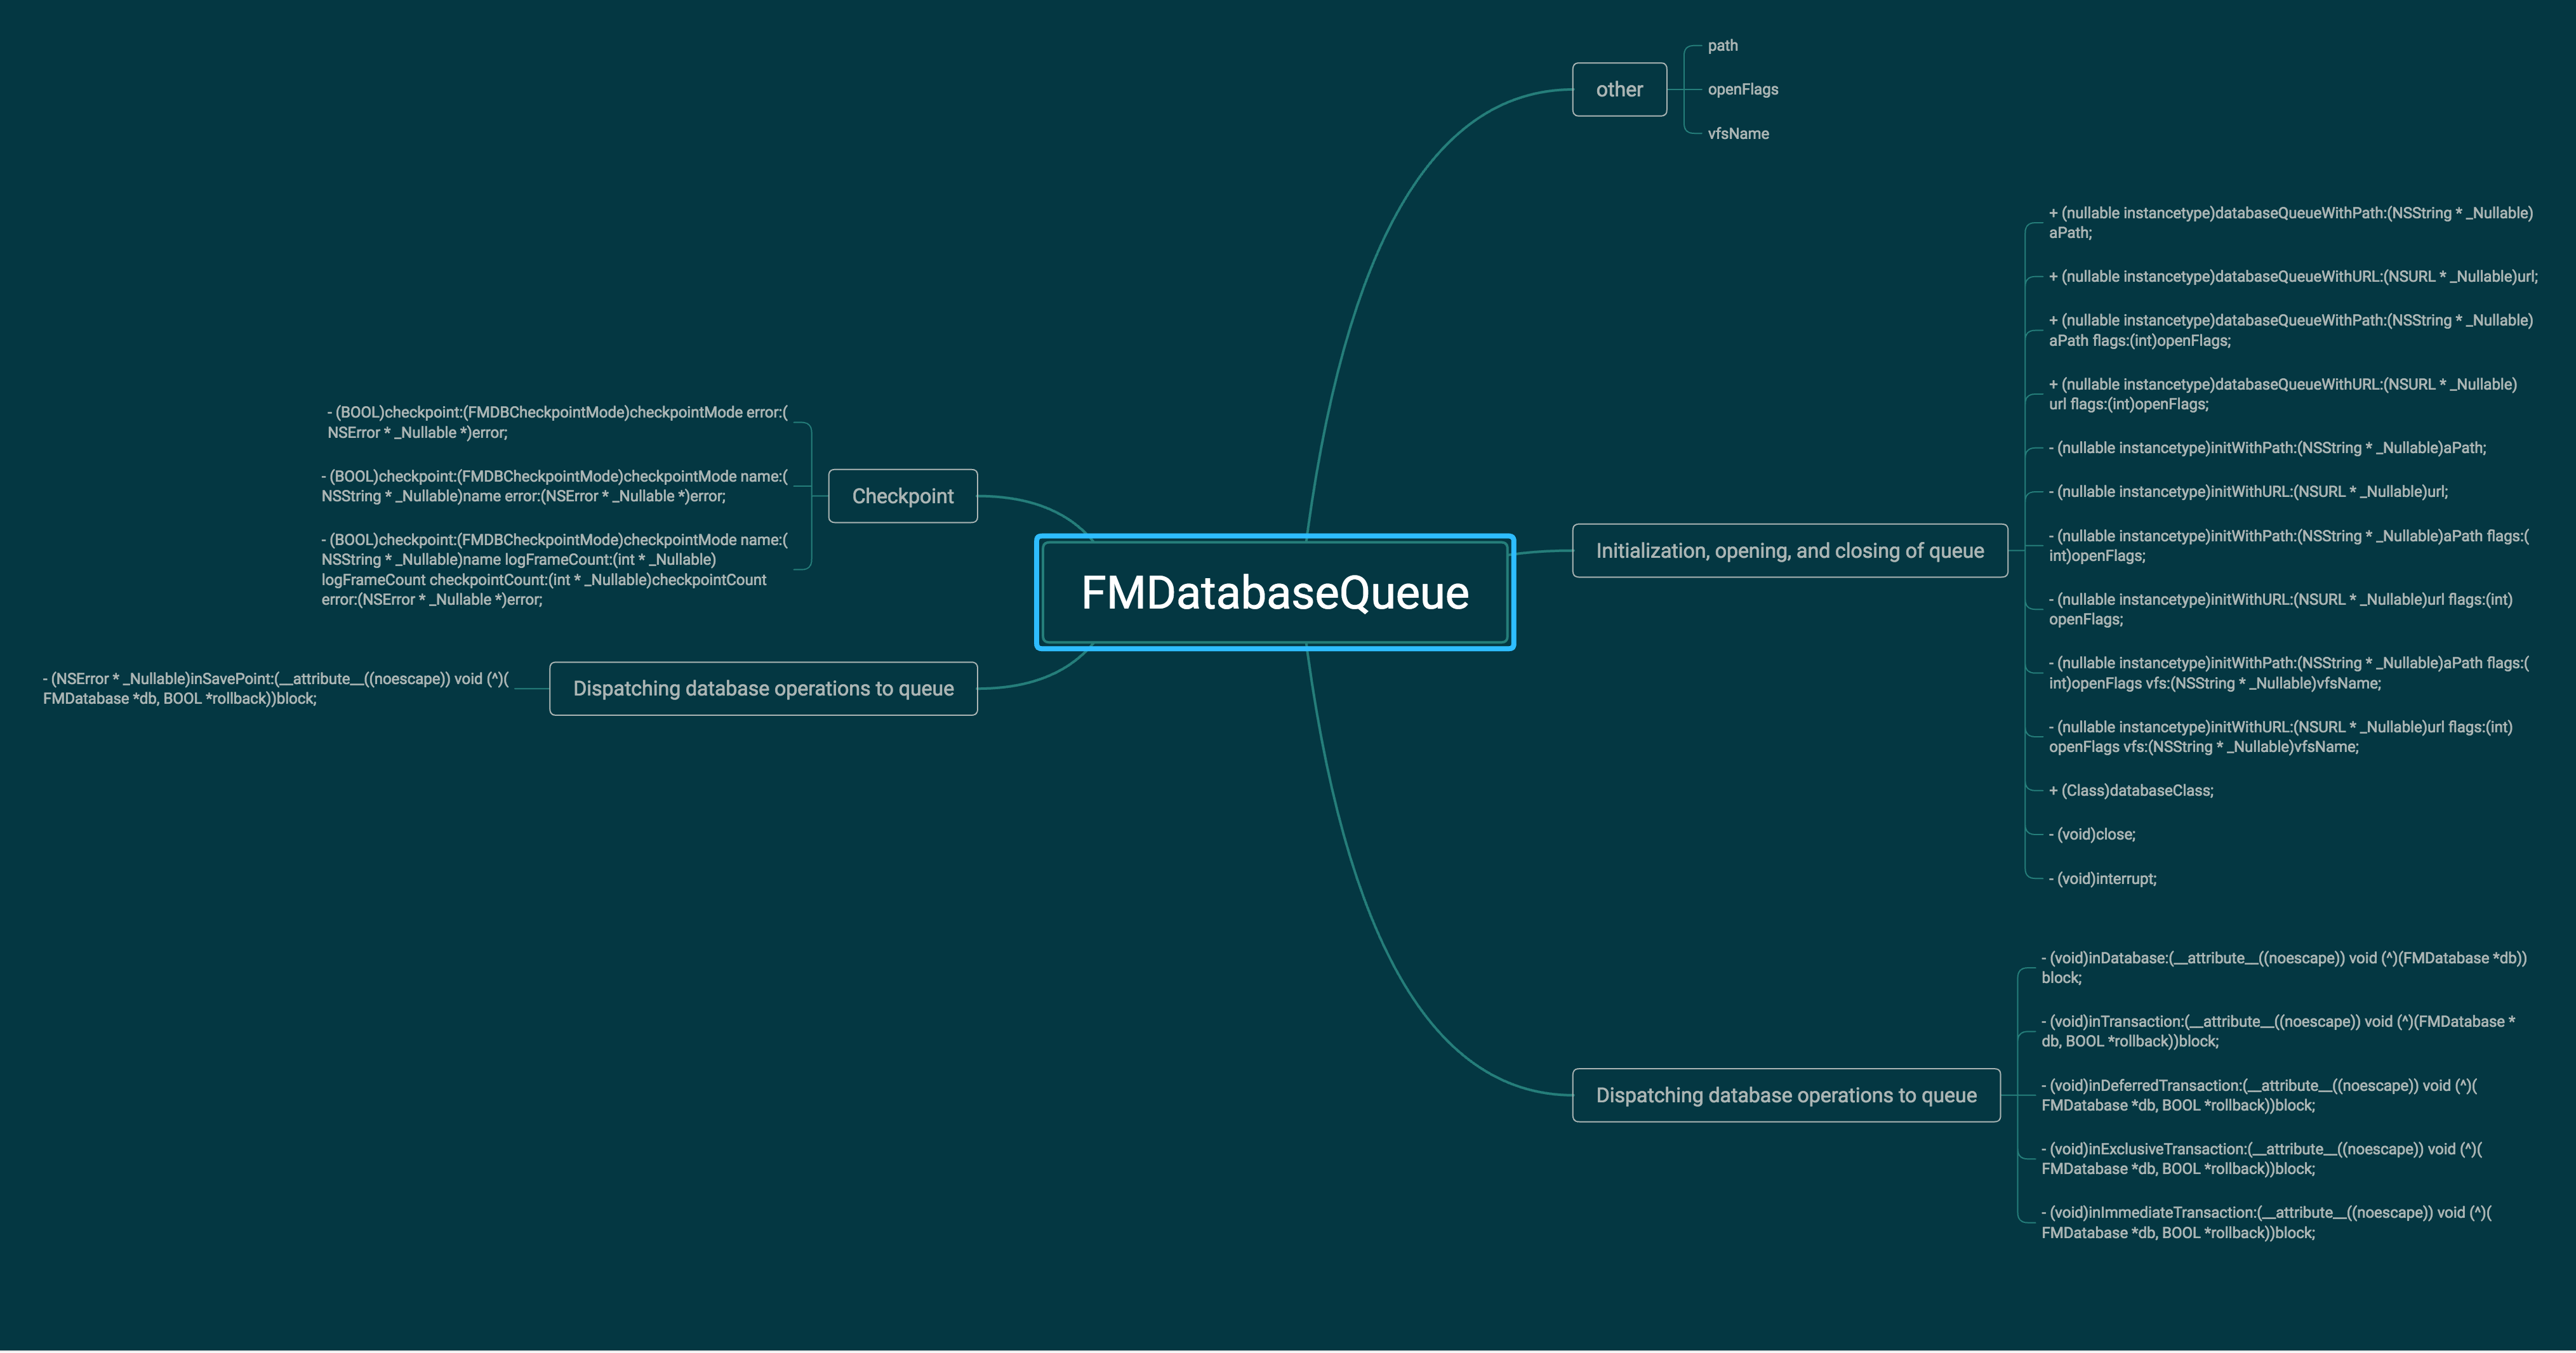 FMDatabaseQueue
other
path
openFlags
vfsName
Initialization, opening, and closing of queue
+ (nullable instancetype)databaseQueueWithPath:(NSString * _Nullable)
aPath;
+ (nullable instancetype)databaseQueueWithURL:(NSURL * _Nullable)url;
+ (nullable instancetype)databaseQueueWithPath:(NSString * _Nullable)
aPath flags:(int)openFlags;
+ (nullable instancetype)databaseQueueWithURL:(NSURL * _Nullable)
url flags:(int)openFlags;
- (nullable instancetype)initWithPath:(NSString * _Nullable)aPath;
- (nullable instancetype)initWithURL:(NSURL * _Nullable)url;
- (nullable instancetype)initWithPath:(NSString * _Nullable)aPath flags:(
int)openFlags;
- (nullable instancetype)initWithURL:(NSURL * _Nullable)url flags:(int)
openFlags;
- (nullable instancetype)initWithPath:(NSString * _Nullable)aPath flags:(
int)openFlags vfs:(NSString * _Nullable)vfsName;
- (nullable instancetype)initWithURL:(NSURL * _Nullable)url flags:(int)
openFlags vfs:(NSString * _Nullable)vfsName;
+ (Class)databaseClass;
- (void)close;
- (void)interrupt;
Dispatching database operations to queue
- (void)inDatabase:(__attribute__((noescape)) void (^)(FMDatabase *db))
block;
- (void)inTransaction:(__attribute__((noescape)) void (^)(FMDatabase *
db, BOOL *rollback))block;
- (void)inDeferredTransaction:(__attribute__((noescape)) void (^)(
FMDatabase *db, BOOL *rollback))block;
- (void)inExclusiveTransaction:(__attribute__((noescape)) void (^)(
FMDatabase *db, BOOL *rollback))block;
- (void)inImmediateTransaction:(__attribute__((noescape)) void (^)(
FMDatabase *db, BOOL *rollback))block;
Checkpoint
- (BOOL)checkpoint:(FMDBCheckpointMode)checkpointMode error:(
NSError * _Nullable *)error;
- (BOOL)checkpoint:(FMDBCheckpointMode)checkpointMode name:(
NSString * _Nullable)name error:(NSError * _Nullable *)error;
- (BOOL)checkpoint:(FMDBCheckpointMode)checkpointMode name:(
NSString * _Nullable)name logFrameCount:(int * _Nullable)
logFrameCount checkpointCount:(int * _Nullable)checkpointCount
error:(NSError * _Nullable *)error;
Dispatching database operations to queue
- (NSError * _Nullable)inSavePoint:(__attribute__((noescape)) void (^)(
FMDatabase *db, BOOL *rollback))block;